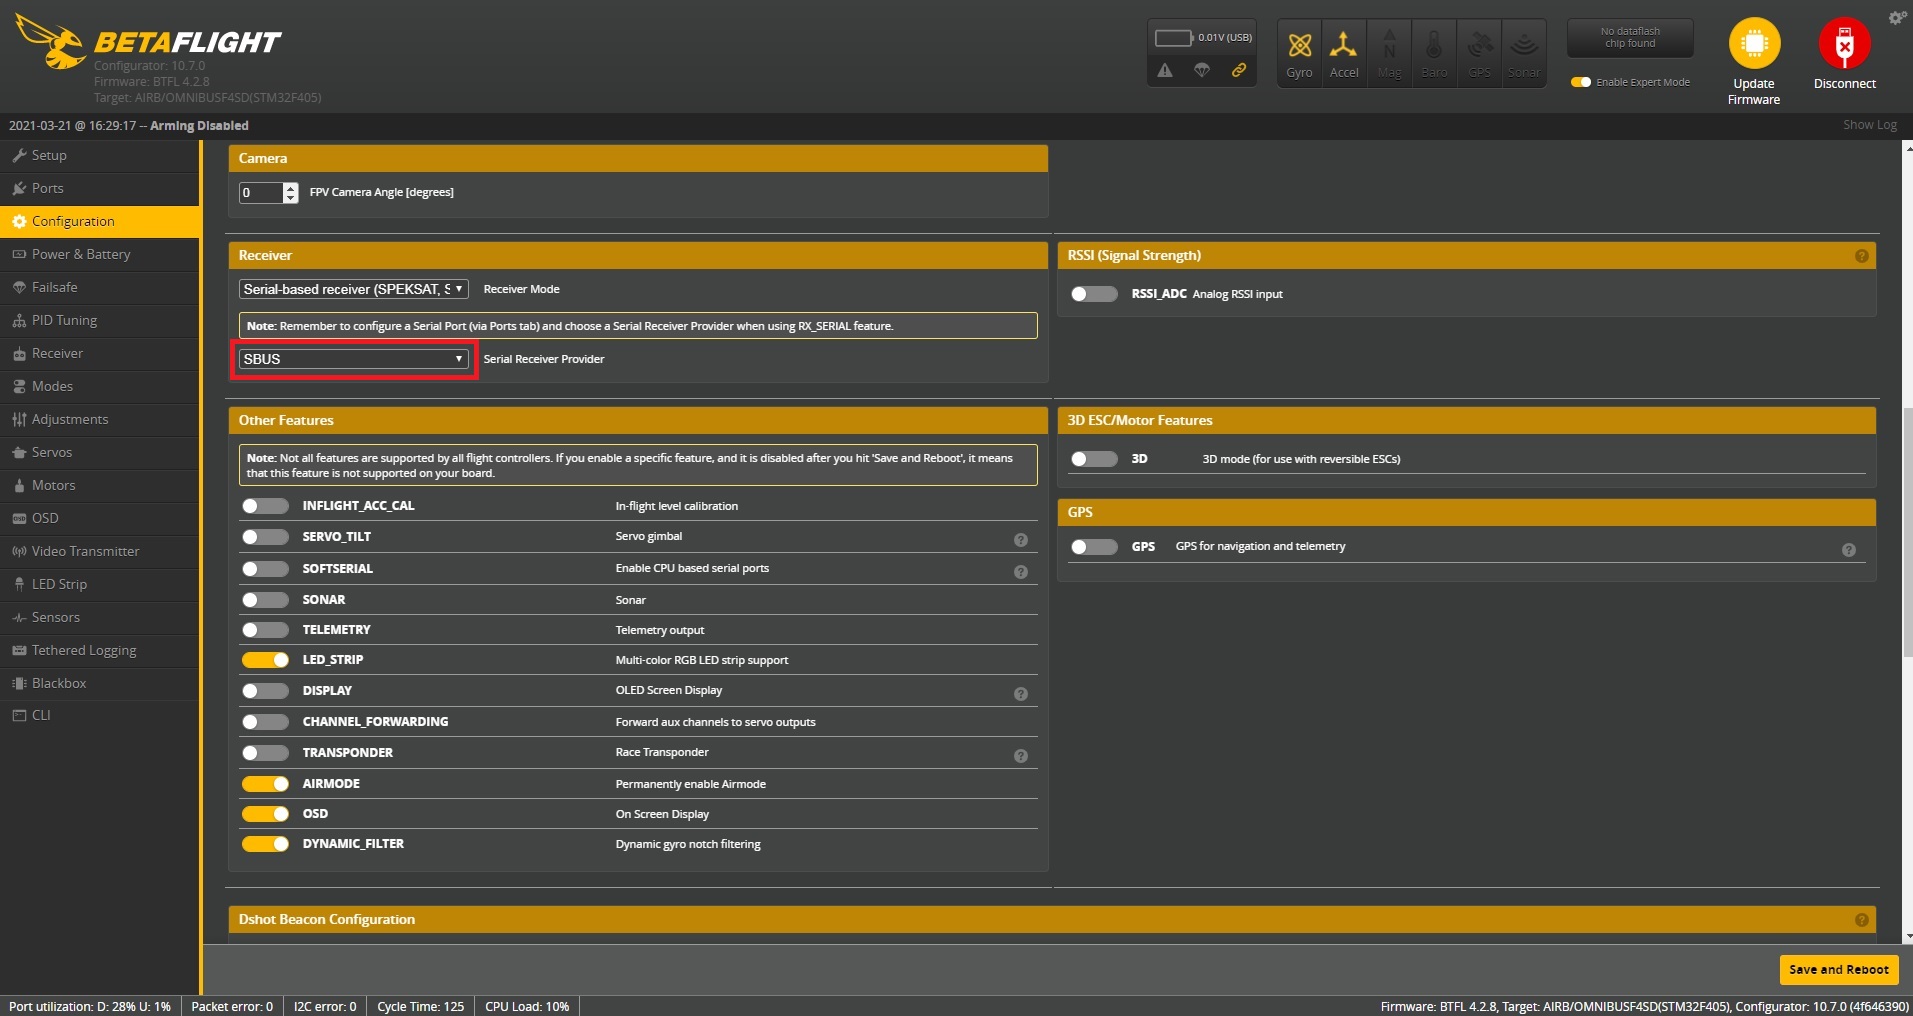 BETAFLIGHT
Configurator: 10.7.0
Firmware: BTFL 4.2.8
Target: AIRB/OMNIBUSF4SD(STM32F405)
0.01V (USB)
Gyro
Accel
Mag
Baro
GPS
Sonar
No dataflash
chip found
Enable Expert Mode
Update
Firmware
Disconnect
2021-03-21 @ 16:29:17 -- Arming Disabled
Show Log
Setup
Ports
Configuration
Power & Battery
Failsafe
PID Tuning
Receiver
Modes
Adjustments
Servos
Motors
OSD
Video Transmitter
LED Strip
Sensors
Tethered Logging
Blackbox
CLI
Camera
0 FPV Camera Angle [degrees]
Receiver
Serial-based receiver (SPEKSAT, S Receiver Mode
Note: Remember to configure a Serial Port (via Ports tab) and choose a Serial Receiver Provider when using RX_SERIAL feature.
SBUS Serial Receiver Provider
RSSI (Signal Strength)
RSSI_ADC Analog RSSI input
Other Features
Note: Not all features are supported by all flight controllers. If you enable a specific feature, and it is disabled after you hit 'Save and Reboot', it means
that this feature is not supported on your board.
INFLIGHT_ACC_CAL In-flight level calibration
SERVO_TILT Servo gimbal
SOFTSERIAL Enable CPU based serial ports
SONAR Sonar
TELEMETRY Telemetry output
LED_STRIP Multi-color RGB LED strip support
DISPLAY OLED Screen Display
CHANNEL_FORWARDING Forward aux channels to servo outputs
TRANSPONDER Race Transponder
AIRMODE Permanently enable Airmode
OSD On Screen Display
DYNAMIC_FILTER Dynamic gyro notch filtering
3D ESC/Motor Features
3D 3D mode (for use with reversible ESCs)
GPS
GPS GPS for navigation and telemetry
Dshot Beacon Configuration
Save and Reboot
Port utilization: D: 28% U: 1% Packet error: 0 I2C error: 0 Cycle Time: 125 CPU Load: 10%
Firmware: BTFL 4.2.8, Target: AIRB/OMNIBUSF4SD(STM32F405), Configurator: 10.7.0 (4f646390)